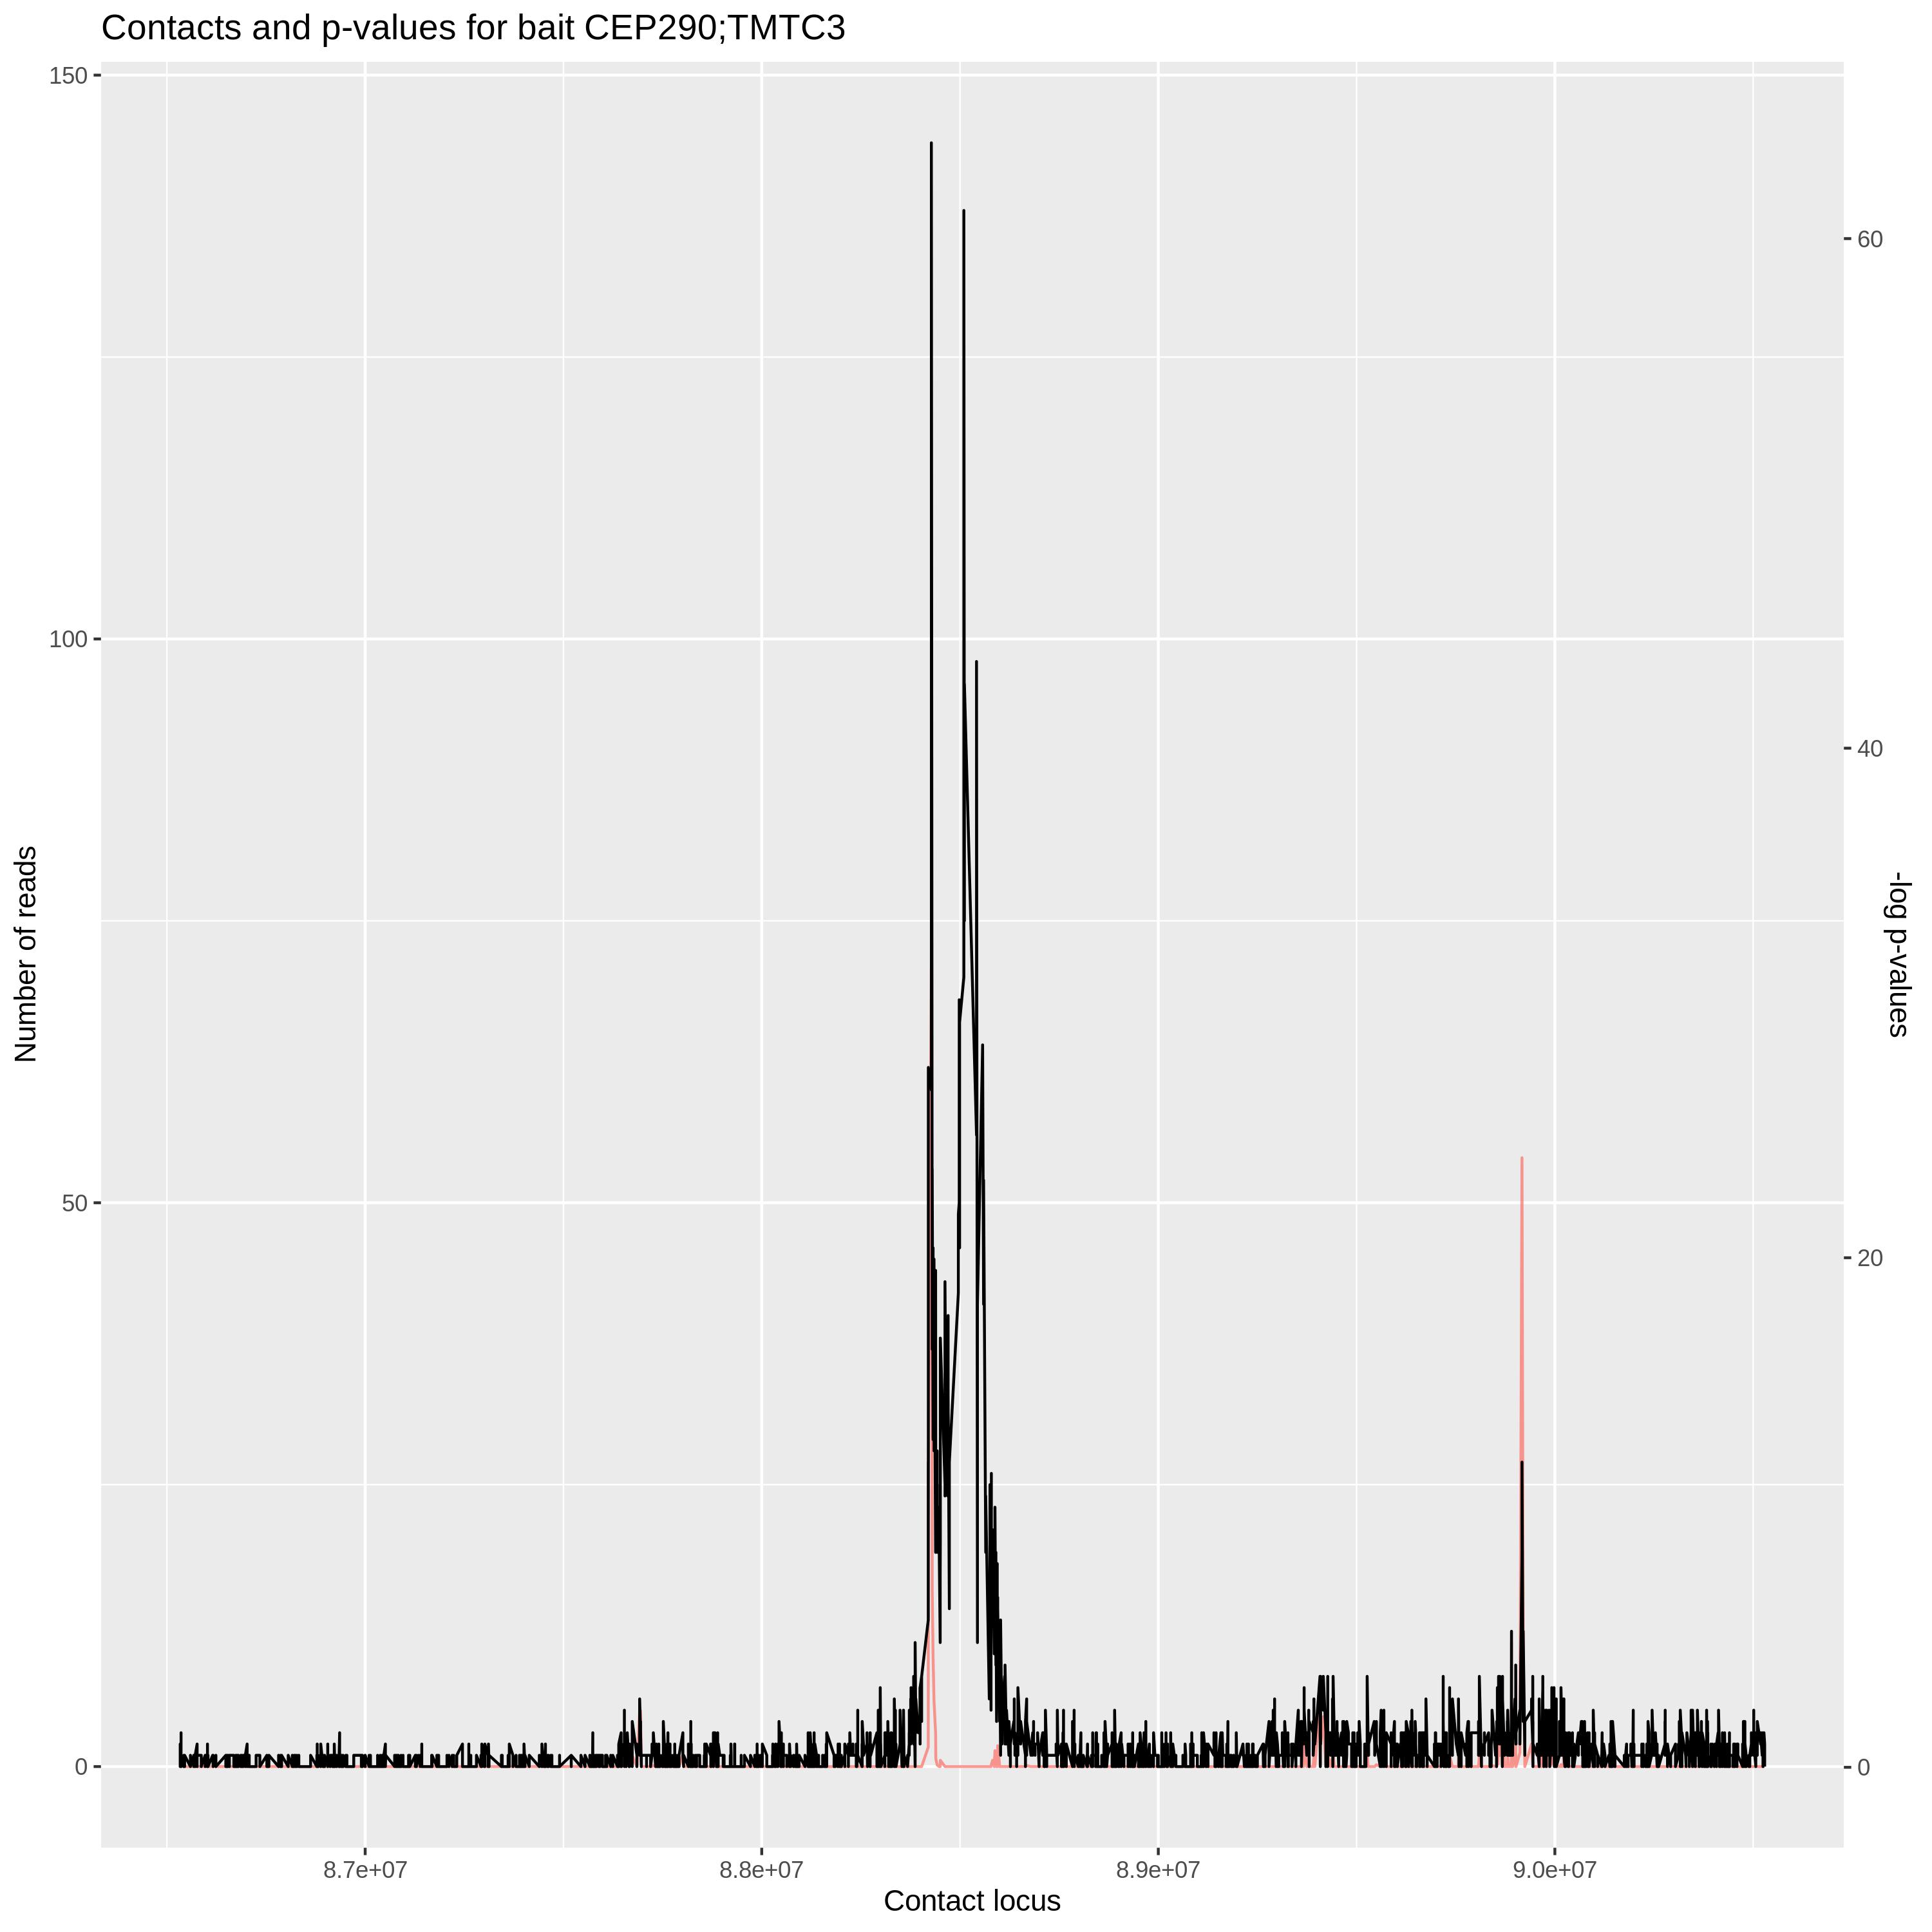 Contacts and p-values for bait CEP290;TMTC3
150
100
50
0
Number of reads
60
40
20
0
-log p-values
8.7e+07
8.8e+07
8.9e+07
9.0e+07
Contact locus